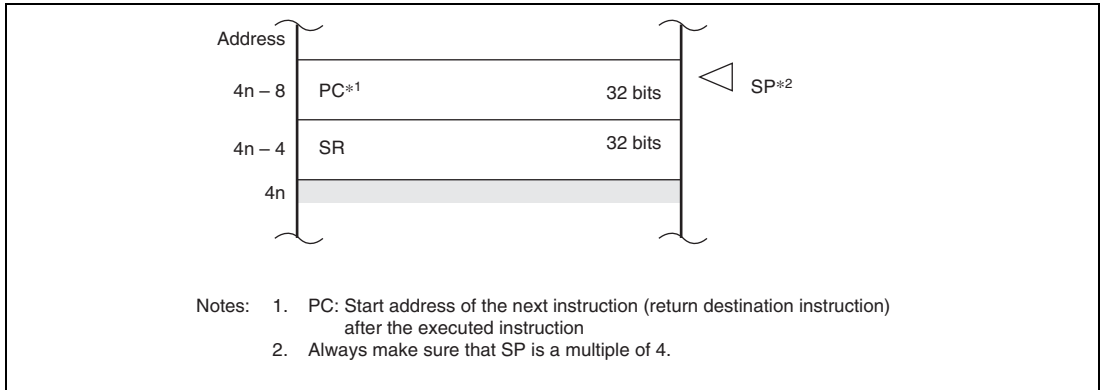 Address
4n – 8 PC*1 32 bits SP*2
4n – 4 SR 32 bits
4n
Notes: 1. PC: Start address of the next instruction (return destination instruction)
after the executed instruction
2. Always make sure that SP is a multiple of 4.